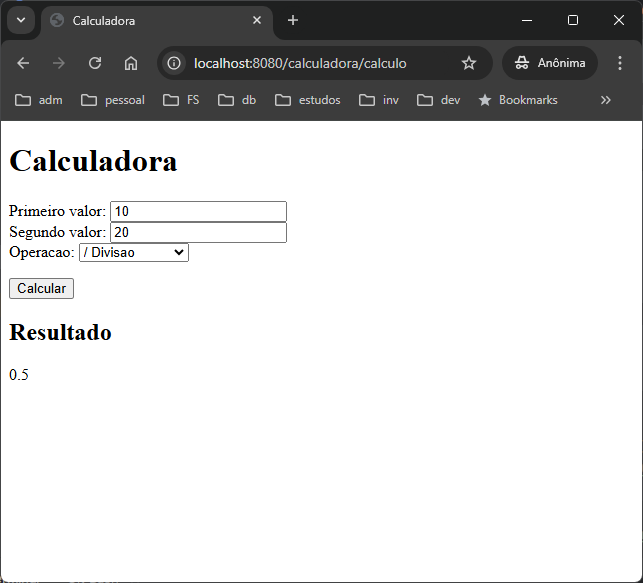 Calculadora
localhost:8080/calculadora/calculo
Anônima
adm pessoal FS db estudos inv dev Bookmarks
Calculadora
Primeiro valor: 10
Segundo valor: 20
Operacao: / Divisao
Calcular
Resultado
0.5